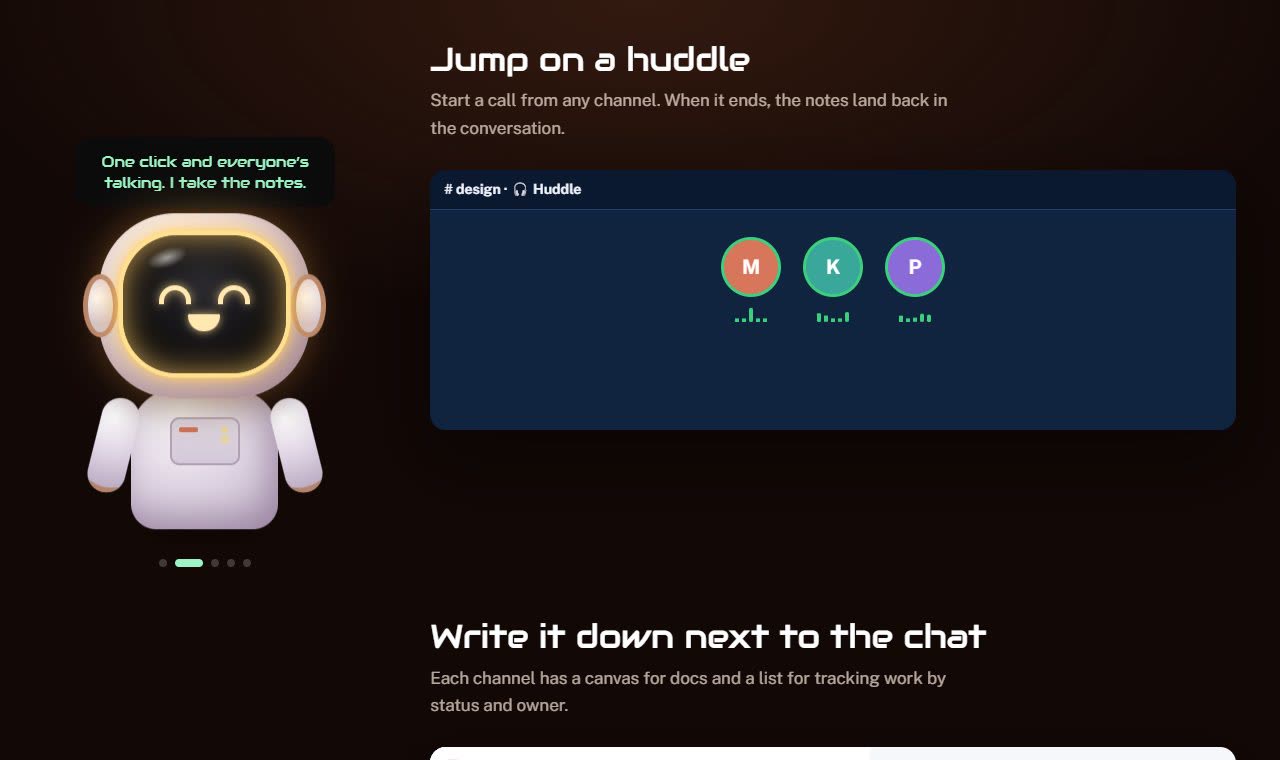 Jump on a huddle
Start a call from any channel. When it ends, the notes land back in
the conversation.
One click and everyone's
talking. I take the notes.
# design · 🎧 Huddle
M K P
Write it down next to the chat
Each channel has a canvas for docs and a list for tracking work by
status and owner.